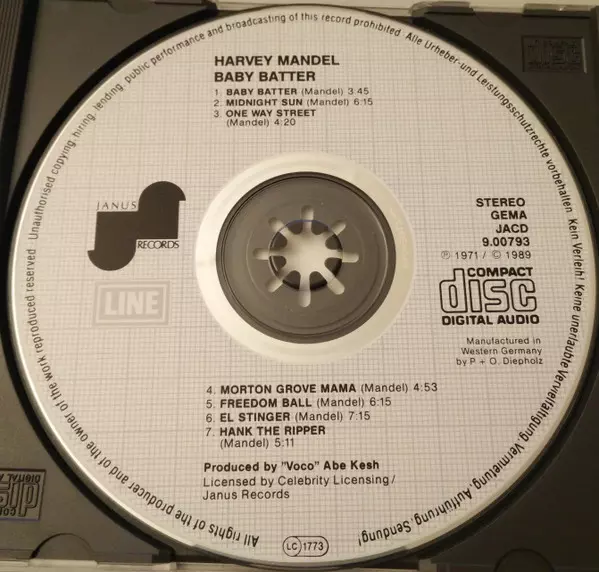 Unauthorised copying, hiring, lending, public performance and broadcasting of this record prohibited. Alle Urheber- und Leistungsschutzrechte vorbehalten. Kein Verleih! Keine unerlaubte Vervielfältigung, Vermietung, Aufführung, Sendung!
HARVEY MANDEL
BABY BATTER
1. BABY BATTER (Mandel) 3.45
2. MIDNIGHT SUN (Mandel) 6:15
3. ONE WAY STREET
(Mandel) 4:20
JANUS
RECORDS
LINE
STEREO
GEMA
JACD
9.00793
℗ 1971 / © 1989
COMPACT
disc
DIGITAL AUDIO
Manufactured in
Western Germany
by P + O. Diepholz
4. MORTON GROVE MAMA (Mandel) 4:53
5. FREEDOM BALL (Mandel) 6:15
6. EL STINGER (Mandel) 7:15
7. HANK THE RIPPER
(Mandel) 5:11
Produced by "Voco" Abe Kesh
Licensed by Celebrity Licensing/
Janus Records
LC 1773
All rights of the producer and of the owner of the work reproduced reserved